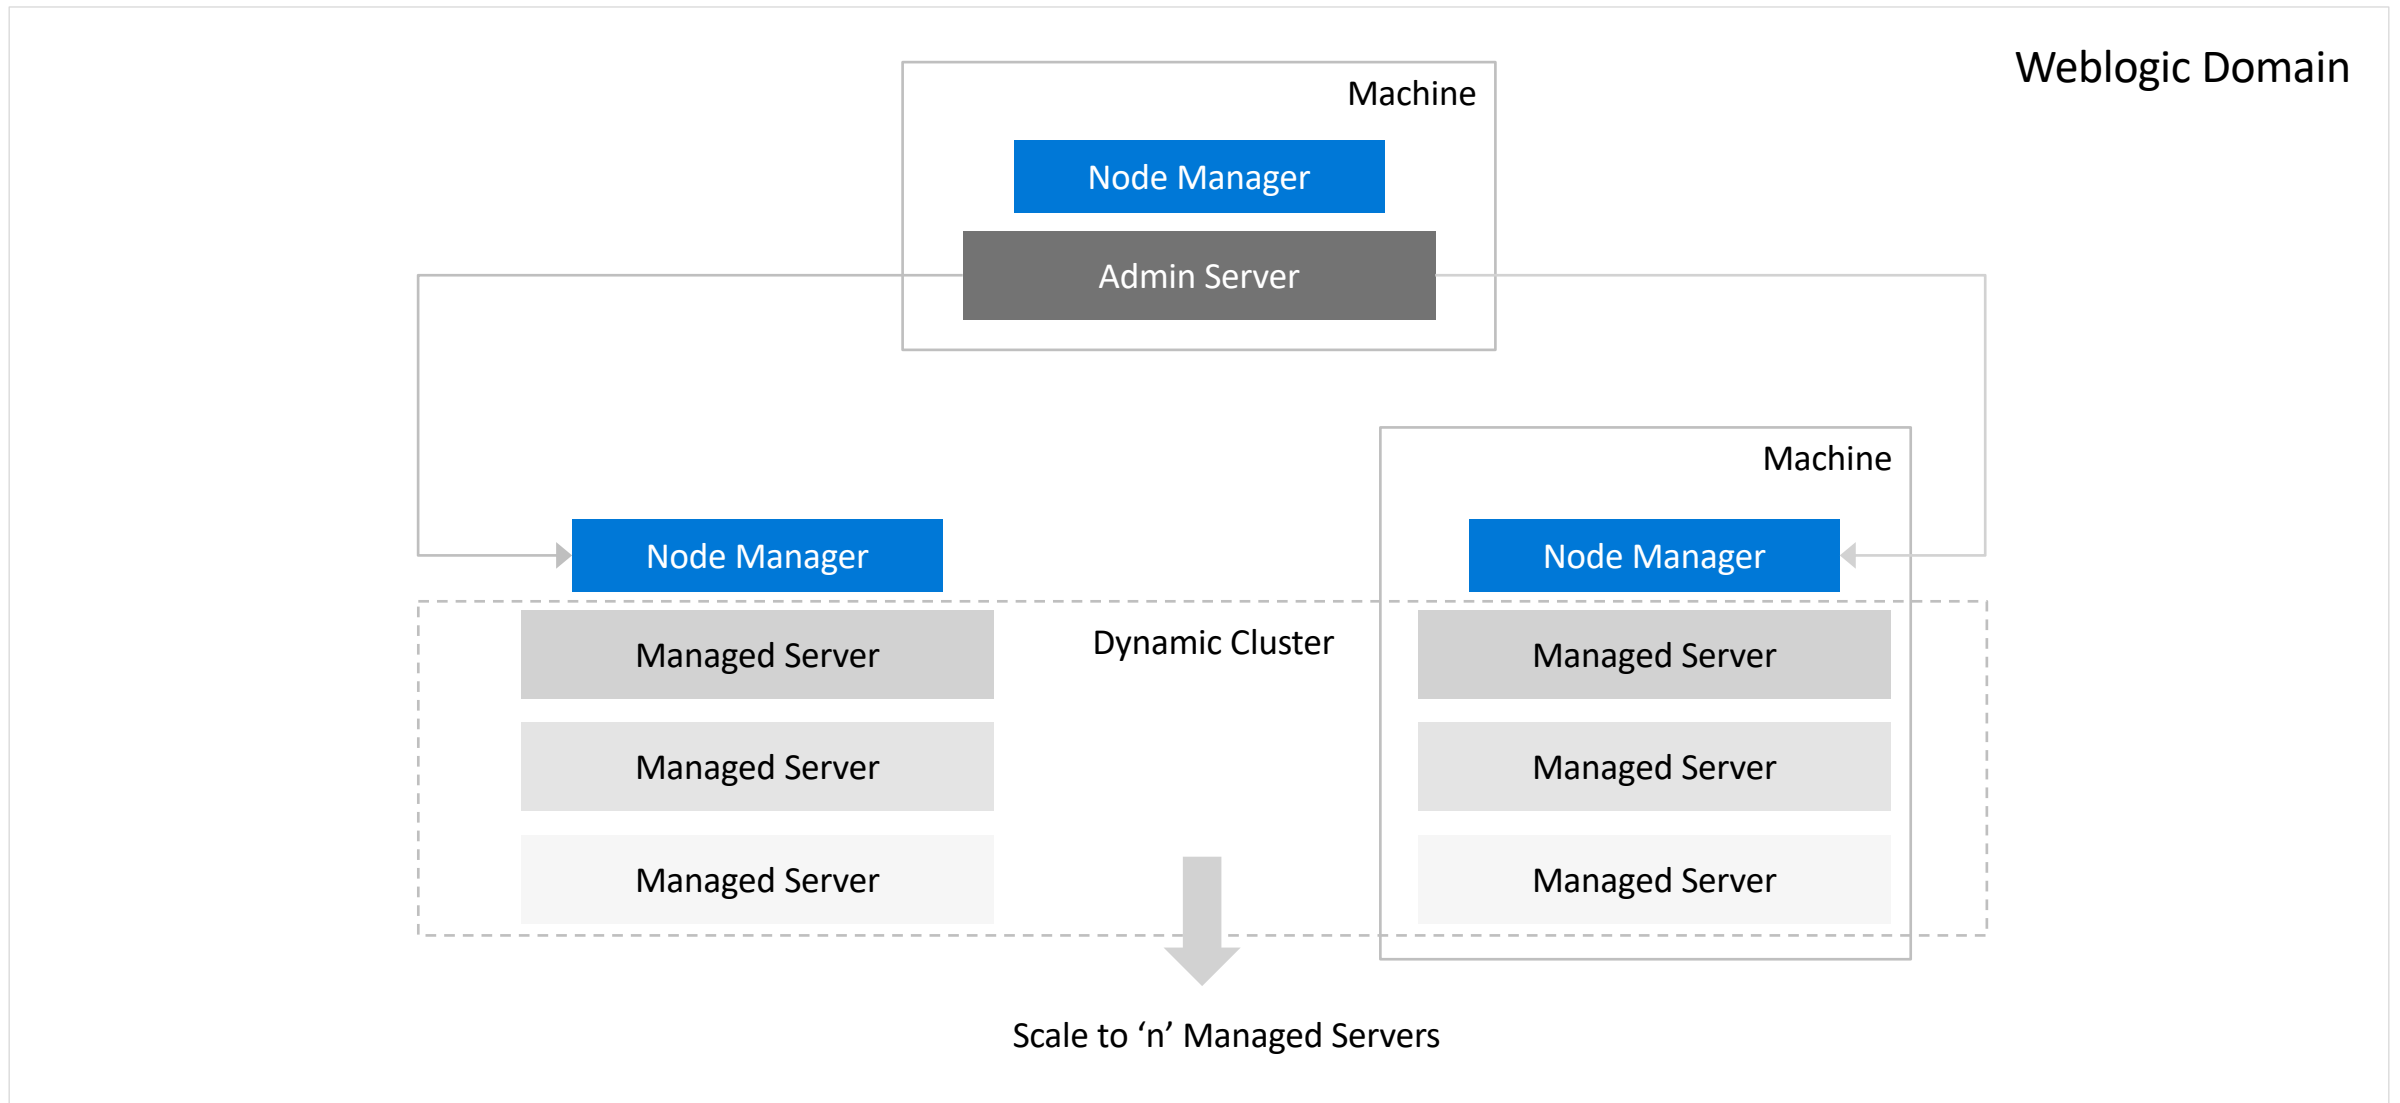 Weblogic Domain
Machine
Node Manager
Admin Server
Machine
Node Manager
Node Manager
Dynamic Cluster
Managed Server
Managed Server
Managed Server
Managed Server
Managed Server
Managed Server
Scale to ‘n’ Managed Servers